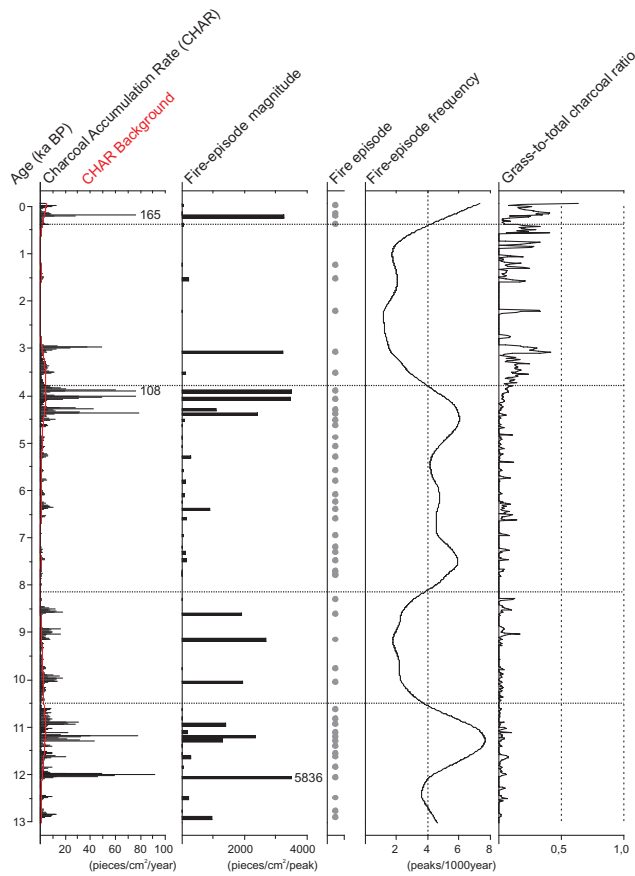 Age (ka BP)
Charcoal Accumulation Rate (CHAR)
CHAR Background
Fire-episode magnitude
Fire episode
Fire-episode frequency
Grass-to-total charcoal ratio
0
1
2
3
4
5
6
7
8
9
10
11
12
13
165
108
5836
20 40 60 80 100
(pieces/cm²/year)
0 2000 4000
(pieces/cm²/peak)
2 4 6 8
(peaks/1000year)
0,5 1,0